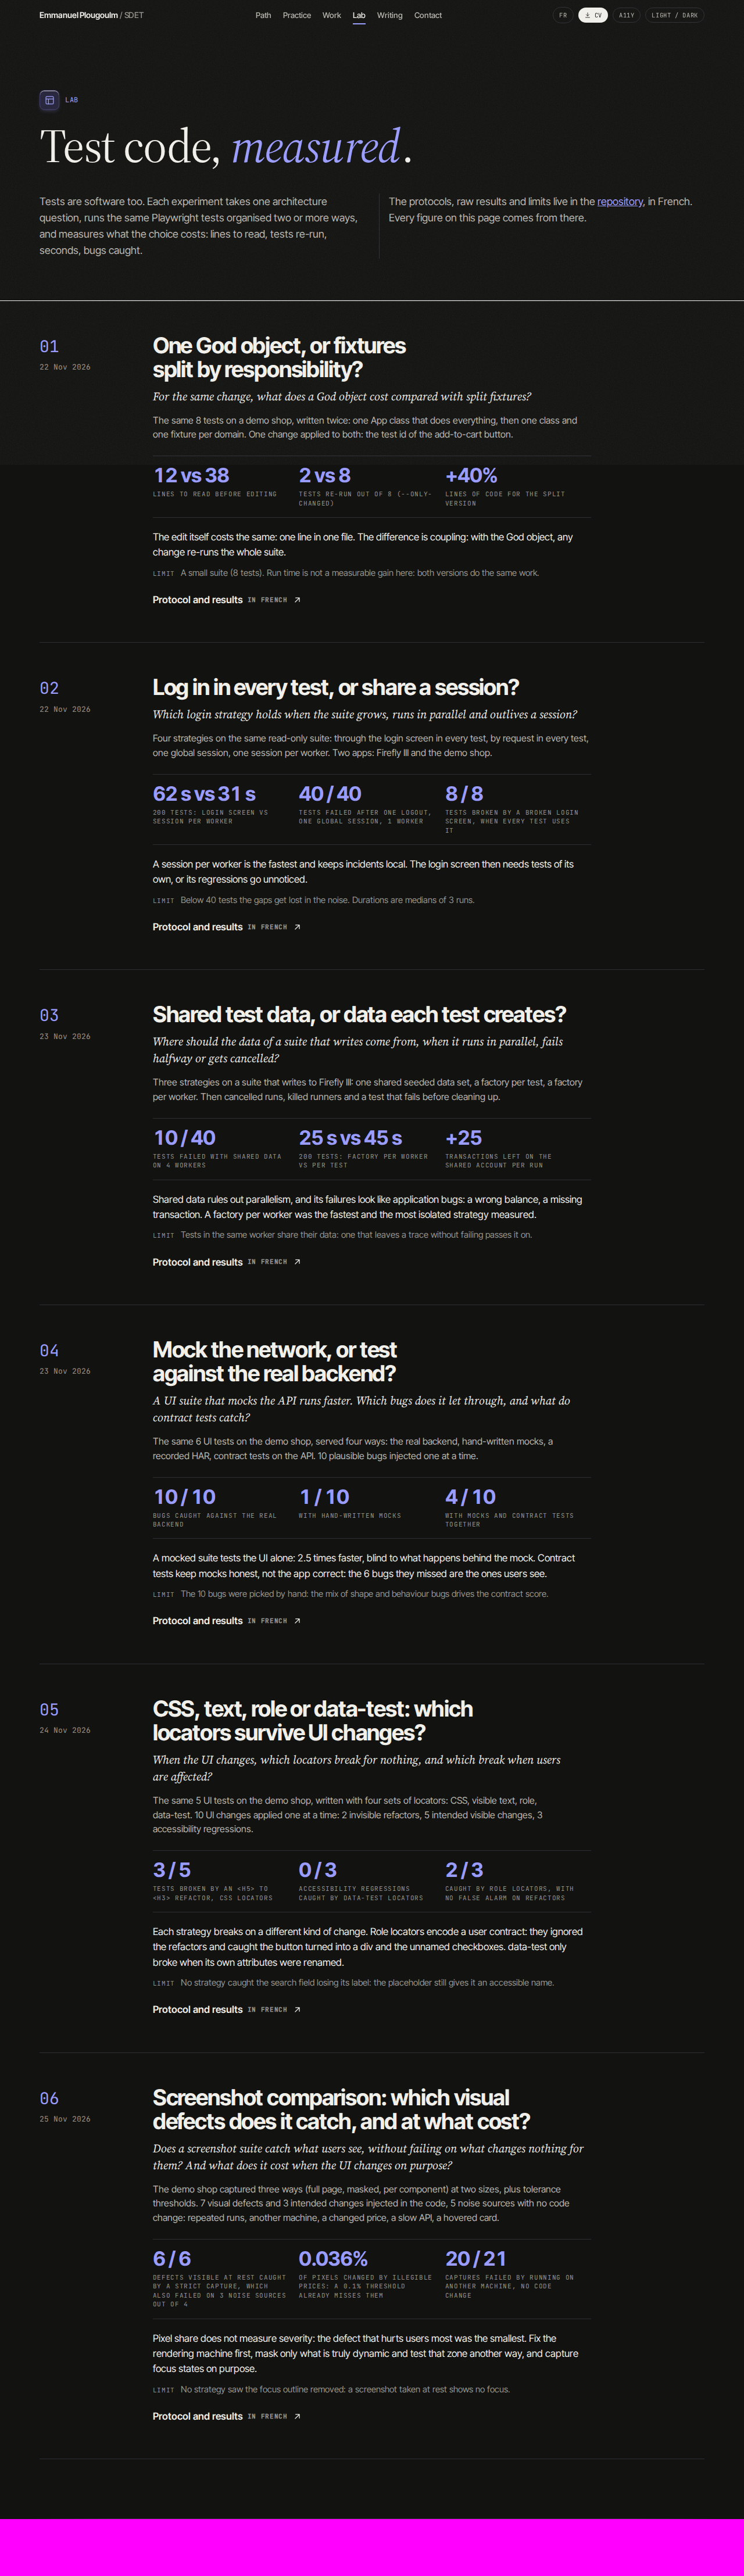 Emmanuel Plougoulm / SDET
Path Practice Work Lab Writing Contact
FR CV A11Y LIGHT / DARK
LAB
Test code, measured.
Tests are software too. Each experiment takes one architecture
question, runs the same Playwright tests organised two or more ways,
and measures what the choice costs: lines to read, tests re-run,
seconds, bugs caught.
The protocols, raw results and limits live in the repository, in French.
Every figure on this page comes from there.
01
22 Nov 2026
One God object, or fixtures
split by responsibility?
For the same change, what does a God object cost compared with split fixtures?
The same 8 tests on a demo shop, written twice: one App class that does everything, then one class and
one fixture per domain. One change applied to both: the test id of the add-to-cart button.
12 vs 38
LINES TO READ BEFORE EDITING
2 vs 8
TESTS RE-RUN OUT OF 8 (--ONLY-
CHANGED)
+40%
LINES OF CODE FOR THE SPLIT
VERSION
The edit itself costs the same: one line in one file. The difference is coupling: with the God object, any
change re-runs the whole suite.
LIMIT A small suite (8 tests). Run time is not a measurable gain here: both versions do the same work.
Protocol and results IN FRENCH
02
22 Nov 2026
Log in in every test, or share a session?
Which login strategy holds when the suite grows, runs in parallel and outlives a session?
Four strategies on the same read-only suite: through the login screen in every test, by request in every test,
one global session, one session per worker. Two apps: Firefly III and the demo shop.
62 s vs 31 s
200 TESTS: LOGIN SCREEN VS
SESSION PER WORKER
40 / 40
TESTS FAILED AFTER ONE LOGOUT,
ONE GLOBAL SESSION, 1 WORKER
8 / 8
TESTS BROKEN BY A BROKEN LOGIN
SCREEN, WHEN EVERY TEST USES
IT
A session per worker is the fastest and keeps incidents local. The login screen then needs tests of its
own, or its regressions go unnoticed.
LIMIT Below 40 tests the gaps get lost in the noise. Durations are medians of 3 runs.
Protocol and results IN FRENCH
03
23 Nov 2026
Shared test data, or data each test creates?
Where should the data of a suite that writes come from, when it runs in parallel, fails
halfway or gets cancelled?
Three strategies on a suite that writes to Firefly III: one shared seeded data set, a factory per test, a factory
per worker. Then cancelled runs, killed runners and a test that fails before cleaning up.
10 / 40
TESTS FAILED WITH SHARED DATA
ON 4 WORKERS
25 s vs 45 s
200 TESTS: FACTORY PER WORKER
VS PER TEST
+25
TRANSACTIONS LEFT ON THE
SHARED ACCOUNT PER RUN
Shared data rules out parallelism, and its failures look like application bugs: a wrong balance, a missing
transaction. A factory per worker was the fastest and the most isolated strategy measured.
LIMIT Tests in the same worker share their data: one that leaves a trace without failing passes it on.
Protocol and results IN FRENCH
04
23 Nov 2026
Mock the network, or test
against the real backend?
A UI suite that mocks the API runs faster. Which bugs does it let through, and what do
contract tests catch?
The same 6 UI tests on the demo shop, served four ways: the real backend, hand-written mocks, a
recorded HAR, contract tests on the API. 10 plausible bugs injected one at a time.
10 / 10
BUGS CAUGHT AGAINST THE REAL
BACKEND
1 / 10
WITH HAND-WRITTEN MOCKS
4 / 10
WITH MOCKS AND CONTRACT TESTS
TOGETHER
A mocked suite tests the UI alone: 2.5 times faster, blind to what happens behind the mock. Contract
tests keep mocks honest, not the app correct: the 6 bugs they missed are the ones users see.
LIMIT The 10 bugs were picked by hand: the mix of shape and behaviour bugs drives the contract score.
Protocol and results IN FRENCH
05
24 Nov 2026
CSS, text, role or data-test: which
locators survive UI changes?
When the UI changes, which locators break for nothing, and which break when users
are affected?
The same 5 UI tests on the demo shop, written with four sets of locators: CSS, visible text, role,
data-test. 10 UI changes applied one at a time: 2 invisible refactors, 5 intended visible changes, 3
accessibility regressions.
3 / 5
TESTS BROKEN BY AN <H5> TO
<H3> REFACTOR, CSS LOCATORS
0 / 3
ACCESSIBILITY REGRESSIONS
CAUGHT BY DATA-TEST LOCATORS
2 / 3
CAUGHT BY ROLE LOCATORS, WITH
NO FALSE ALARM ON REFACTORS
Each strategy breaks on a different kind of change. Role locators encode a user contract: they ignored
the refactors and caught the button turned into a div and the unnamed checkboxes. data-test only
broke when its own attributes were renamed.
LIMIT No strategy caught the search field losing its label: the placeholder still gives it an accessible name.
Protocol and results IN FRENCH
06
25 Nov 2026
Screenshot comparison: which visual
defects does it catch, and at what cost?
Does a screenshot suite catch what users see, without failing on what changes nothing for
them? And what does it cost when the UI changes on purpose?
The demo shop captured three ways (full page, masked, per component) at two sizes, plus tolerance
thresholds. 7 visual defects and 3 intended changes injected in the code, 5 noise sources with no code
change: repeated runs, another machine, a changed price, a slow API, a hovered card.
6 / 6
DEFECTS VISIBLE AT REST CAUGHT
BY A STRICT CAPTURE, WHICH
ALSO FAILED ON 3 NOISE SOURCES
OUT OF 4
0.036%
OF PIXELS CHANGED BY ILLEGIBLE
PRICES: A 0.1% THRESHOLD
ALREADY MISSES THEM
20 / 21
CAPTURES FAILED BY RUNNING ON
ANOTHER MACHINE, NO CODE
CHANGE
Pixel share does not measure severity: the defect that hurts users most was the smallest. Fix the
rendering machine first, mask only what is truly dynamic and test that zone another way, and capture
focus states on purpose.
LIMIT No strategy saw the focus outline removed: a screenshot taken at rest shows no focus.
Protocol and results IN FRENCH